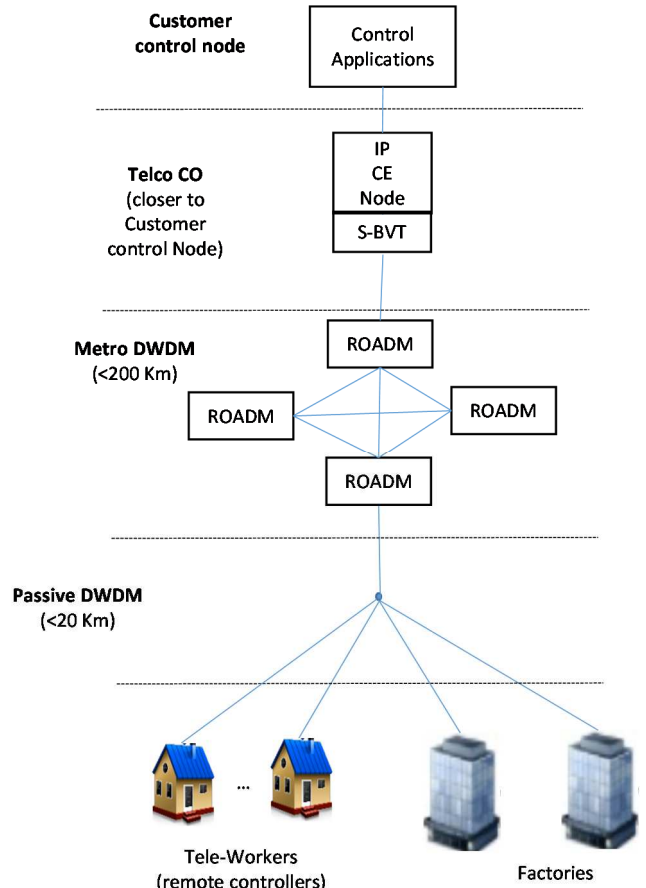 Customer
control node
Control
Applications
Telco CO
(closer to
Customer
control Node)
IP
CE
Node
S-BVT
Metro DWDM
(<200 Km)
ROADM
ROADM
ROADM
ROADM
Passive DWDM
(<20 Km)
...
Tele-Workers
(remote controllers)
Factories